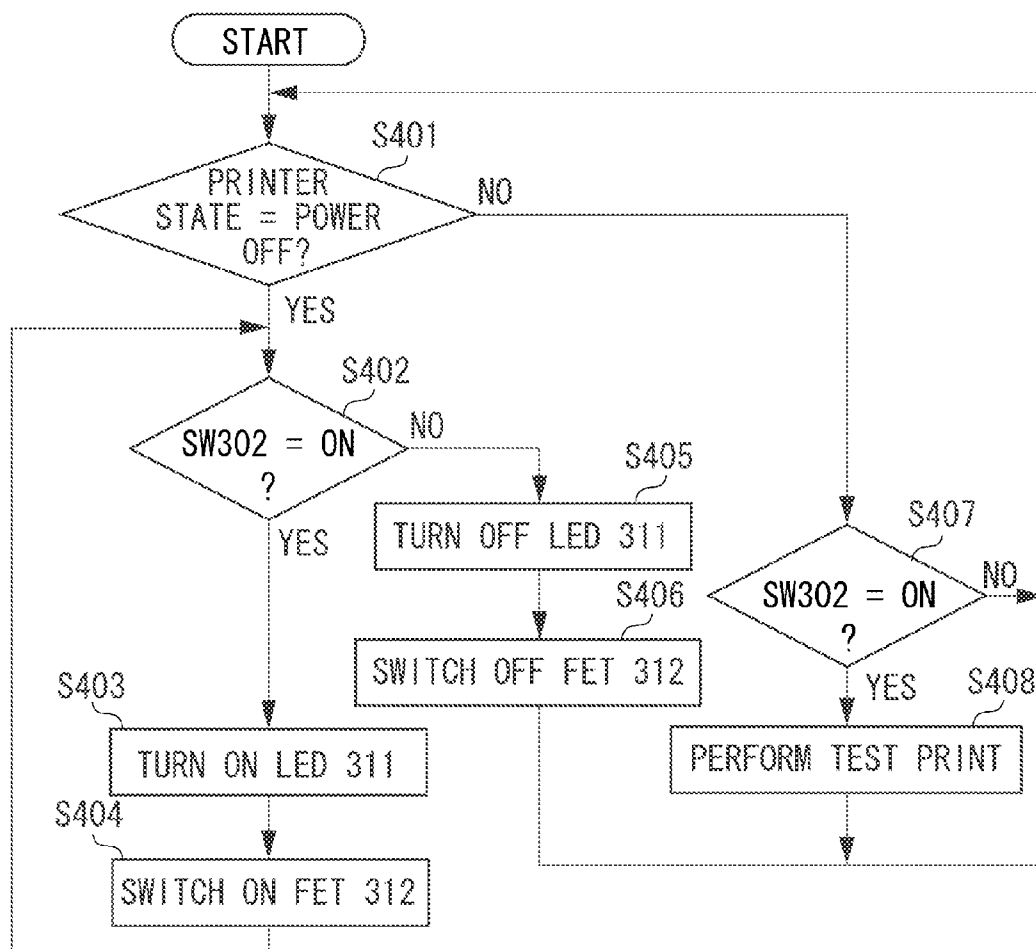 START
S401
PRINTER
STATE = POWER
OFF?
NO
YES
S402
SW302 = ON
?
NO
YES
S405
TURN OFF LED 311
S406
SWITCH OFF FET 312
S407
SW302 = ON
?
NO
YES
S403
TURN ON LED 311
S408
PERFORM TEST PRINT
S404
SWITCH ON FET 312